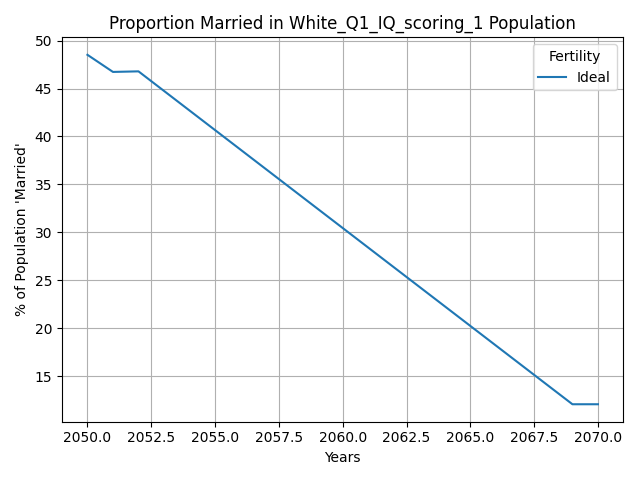 Proportion Married in White_Q1_IQ_scoring_1 Population
50
45
40
35
30
25
20
15
% of Population 'Married'
Fertility
Ideal
2050.0 2052.5 2055.0 2057.5 2060.0 2062.5 2065.0 2067.5 2070.0
Years